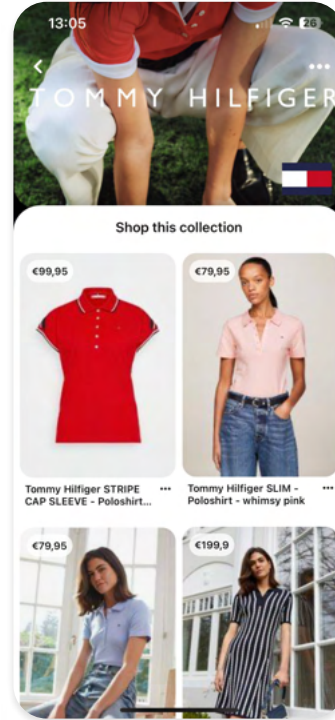 13:05
26
TOMMY HILFIGER
Shop this collection
€99,95
€79,95
Tommy Hilfiger STRIPE
CAP SLEEVE - Poloshirt...
Tommy Hilfiger SLIM -
Poloshirt - whimsy pink
€79,95
€199,9